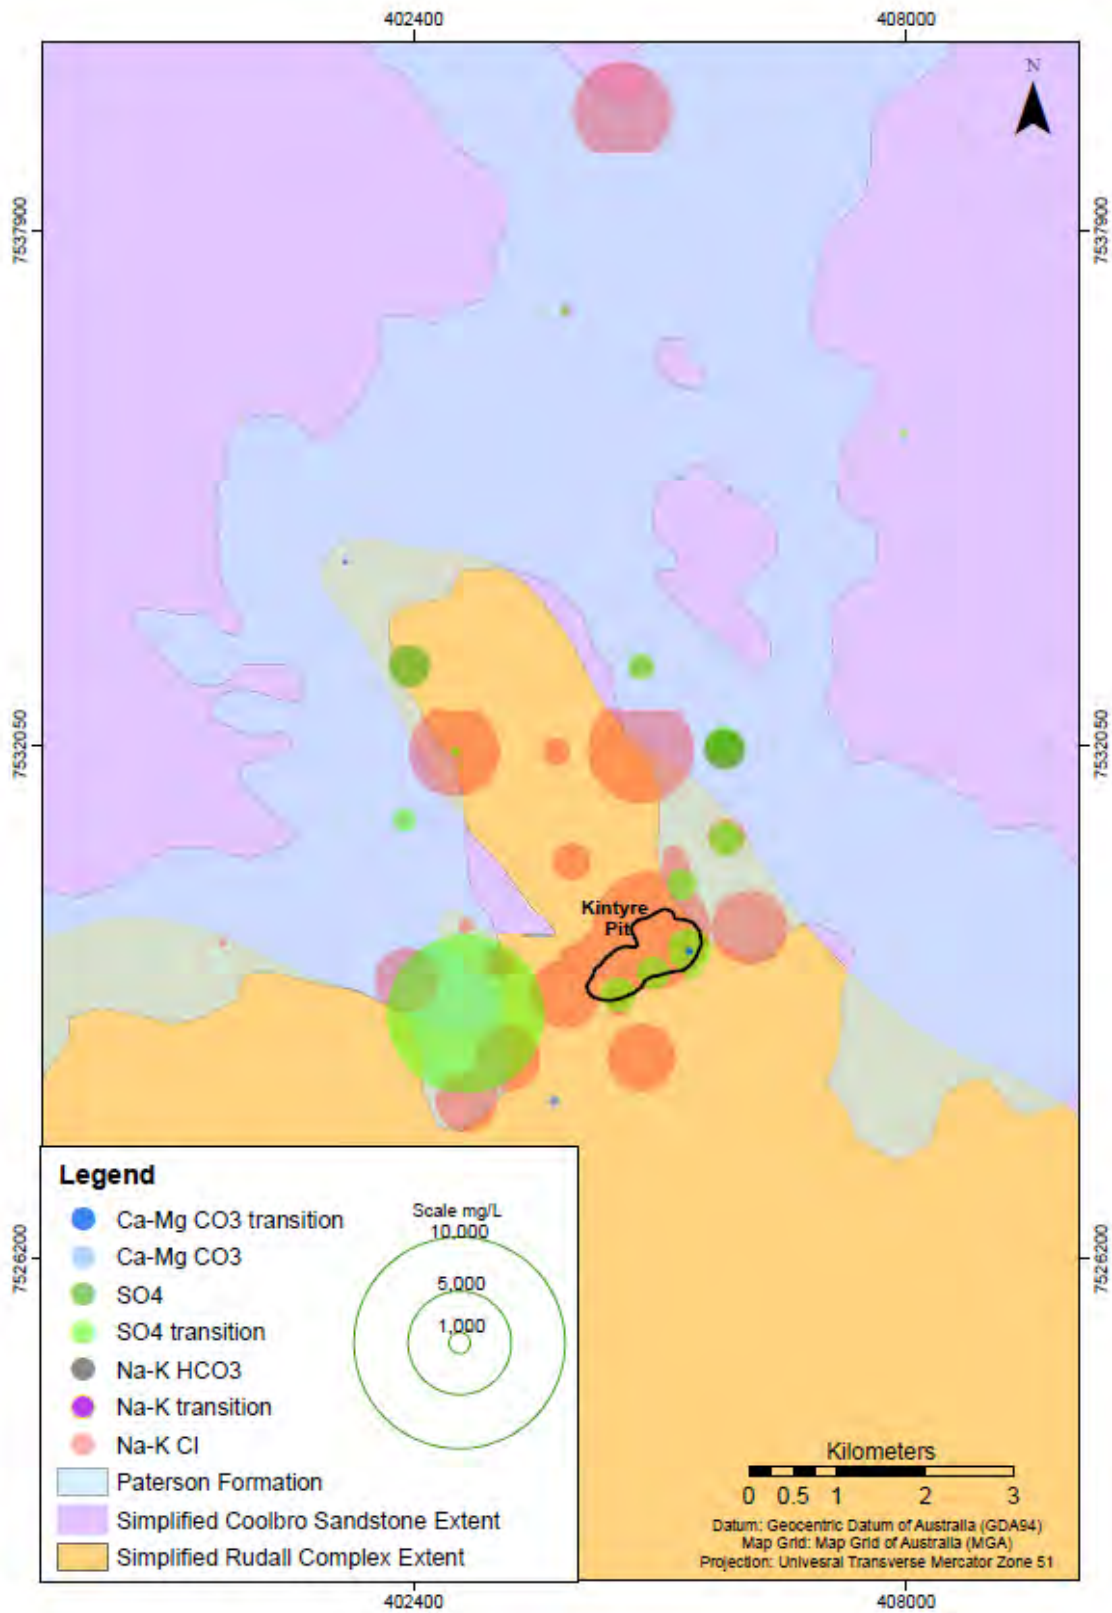 402400
408000
N
7537900
7537900
7532050
7532050
Kintyre
Pit
7526200
7526200
Legend
Ca-Mg CO3 transition
Ca-Mg CO3
SO4
SO4 transition
Na-K HCO3
Na-K transition
Na-K Cl
Paterson Formation
Simplified Coolbro Sandstone Extent
Simplified Rudall Complex Extent
Scale mg/L
10,000
5,000
1,000
Kilometers
0 0.5 1 2 3
Datum: Geocentric Datum of Australia (GDA94)
Map Grid: Map Grid of Australia (MGA)
Projection: Univesral Transverse Mercator Zone 51
402400
408000